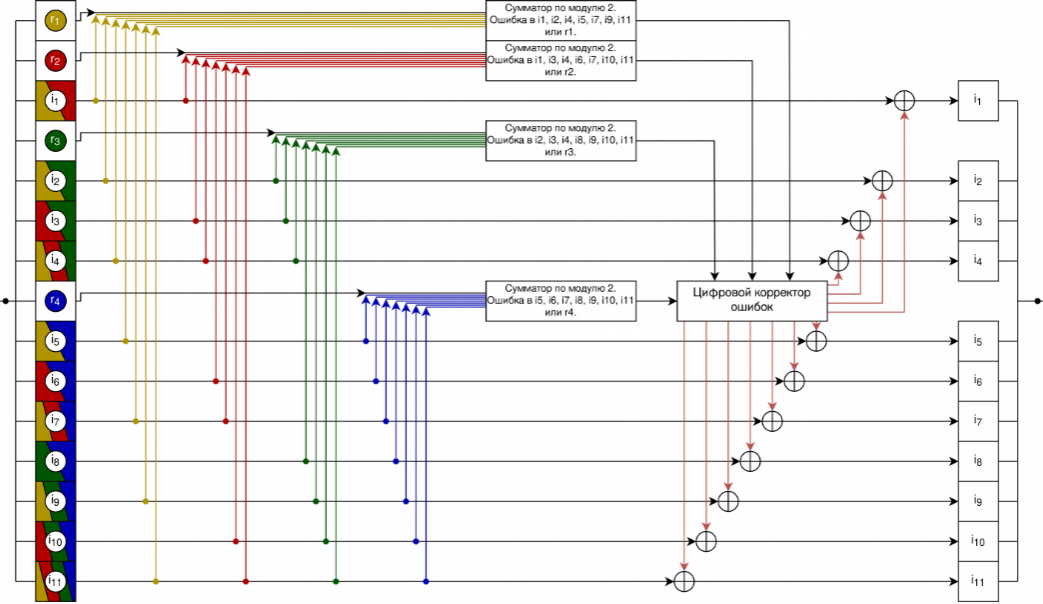 r1
Сумматор по модулю 2.
Ошибка в i1, i2, i4, i5, i7, i9, i11
или r1.
r2
Сумматор по модулю 2.
Ошибка в i1, i3, i4, i6, i7, i10, i11
или r2.
i1
i1
r3
Сумматор по модулю 2.
Ошибка в i2, i3, i4, i8, i9, i10, i11
или r3.
i2
i2
i3
i3
i4
i4
r4
Сумматор по модулю 2.
Ошибка в i5, i6, i7, i8, i9, i10, i11
или r4.
Цифровой корректор
ошибок
i5
i5
i6
i6
i7
i7
i8
i8
i9
i9
i10
i10
i11
i11